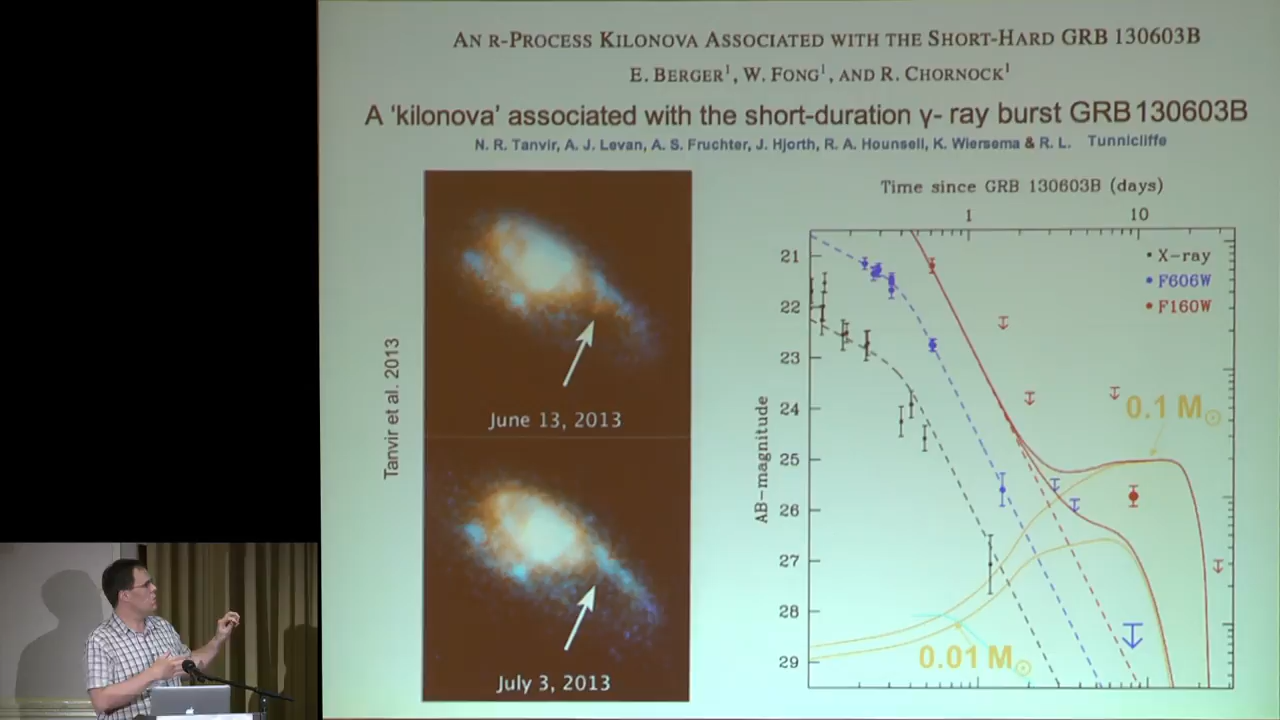 AN R-PROCESS KILONOVA ASSOCIATED WITH THE SHORT-HARD GRB 130603B
E. BERGER¹, W. FONG¹, AND R. CHORNOCK¹
A 'kilonova' associated with the short-duration γ- ray burst GRB130603B
N. R. Tanvir, A. J. Levan, A. S. Fruchter, J. Hjorth, R. A. Hounsell, K. Wiersema & R. L. Tunnicliffe
Tanvir et al. 2013
June 13, 2013
July 3, 2013
Time since GRB 130603B (days)
1 10
AB-magnitude
21
22
23
24
25
26
27
28
29
X-ray
F606W
F160W
0.1 M☉
0.01 M☉